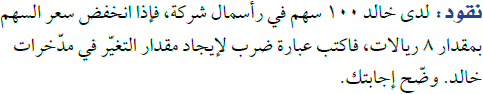 نقود: لدى خالد ١٠٠ سهم في رأسمال شركة، فإذا انخفض سعر السهم
بمقدار ٨ ريالات، فاكتب عبارة ضرب لإيجاد مقدار التغيّر في مدّخرات
خالد. وضّح إجابتك.